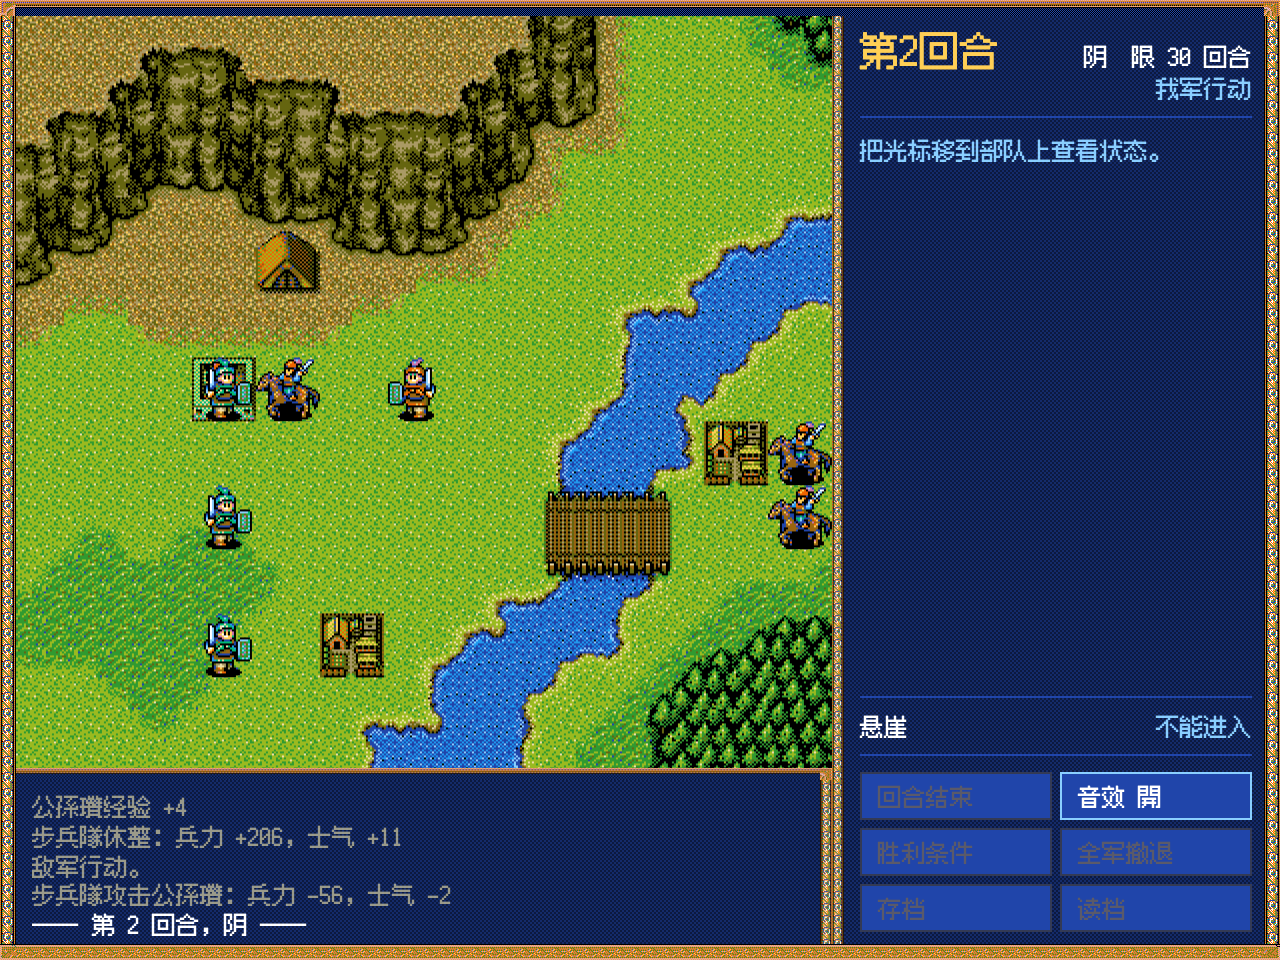 第2回合
阴 限 30 回合
我军行动
把光标移到部队上查看状态。
悬崖 不能进入
回合结束 音效 開
胜利条件 全军撤退
存档 读档
公孫瓚经验 +4
步兵隊休整：兵力 +206，士气 +11
敌军行动。
步兵隊攻击公孫瓚：兵力 -56，士气 -2
—— 第 2 回合，阴 ——